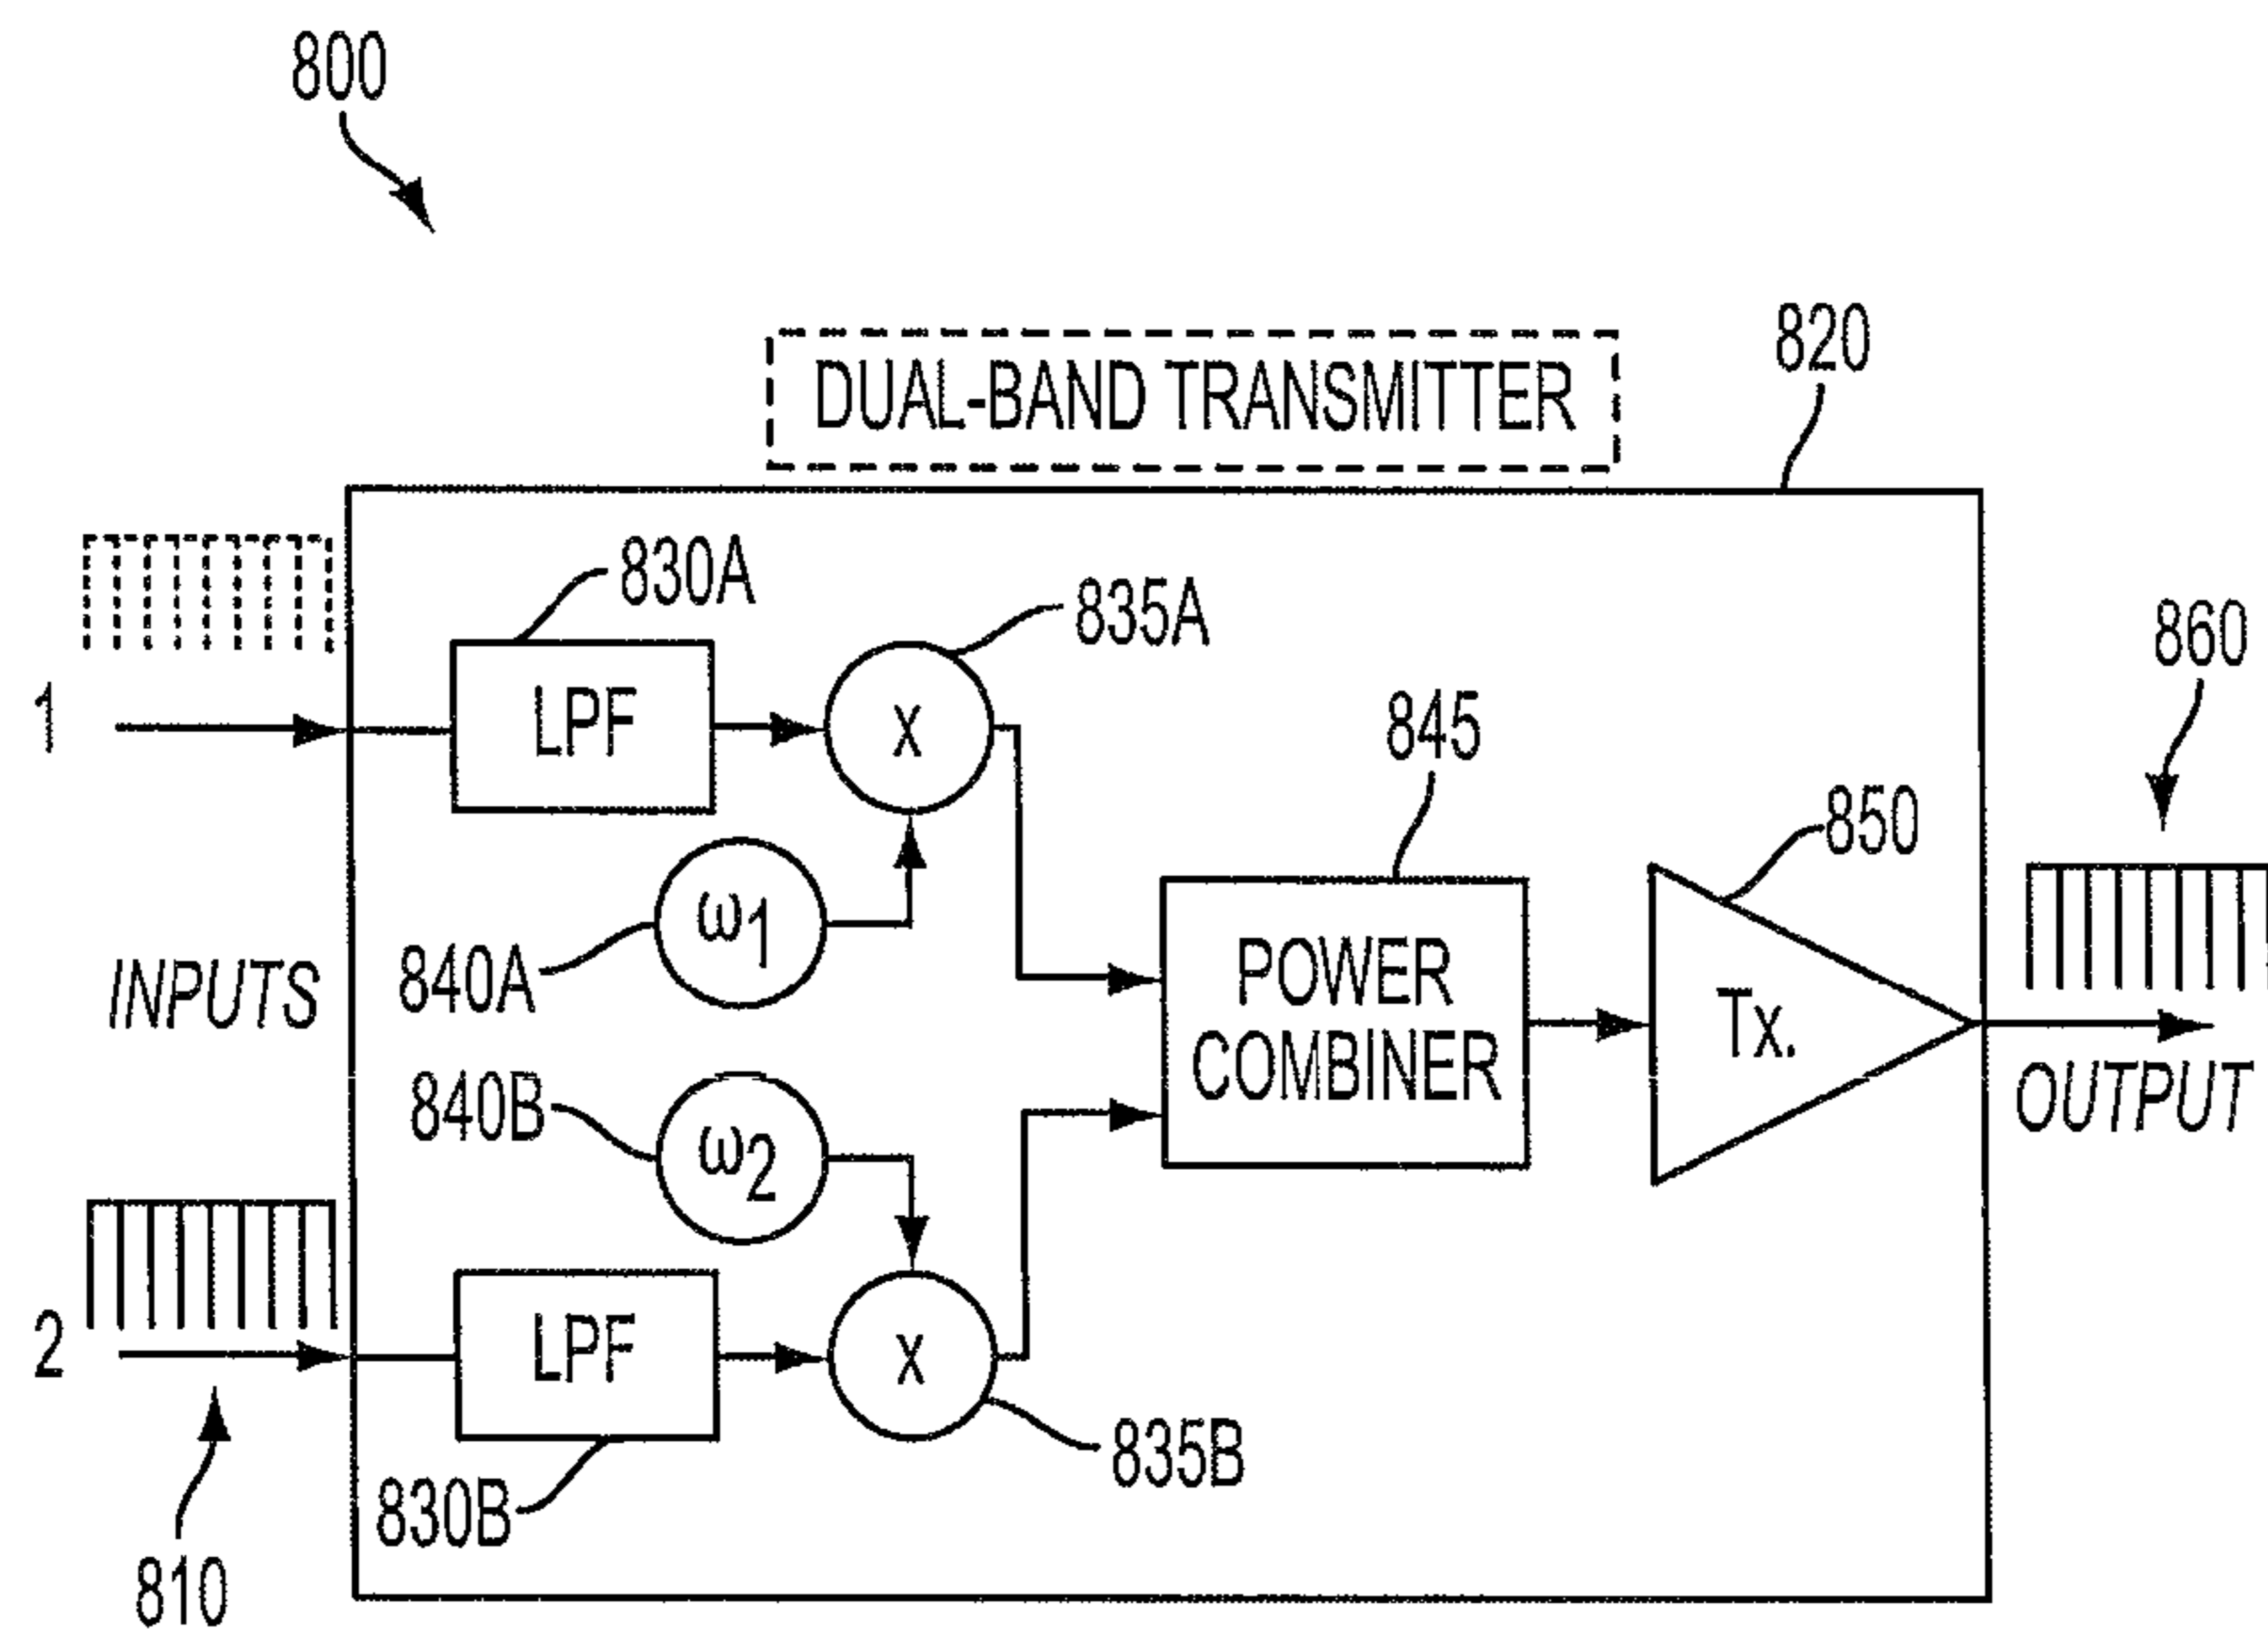 800
DUAL-BAND TRANSMITTER
820
830A
835A
860
1
LPF
X
845
850
ω1
840A
INPUTS
POWER
COMBINER
Tx.
OUTPUT
840B
ω2
2
LPF
X
835B
830B
810